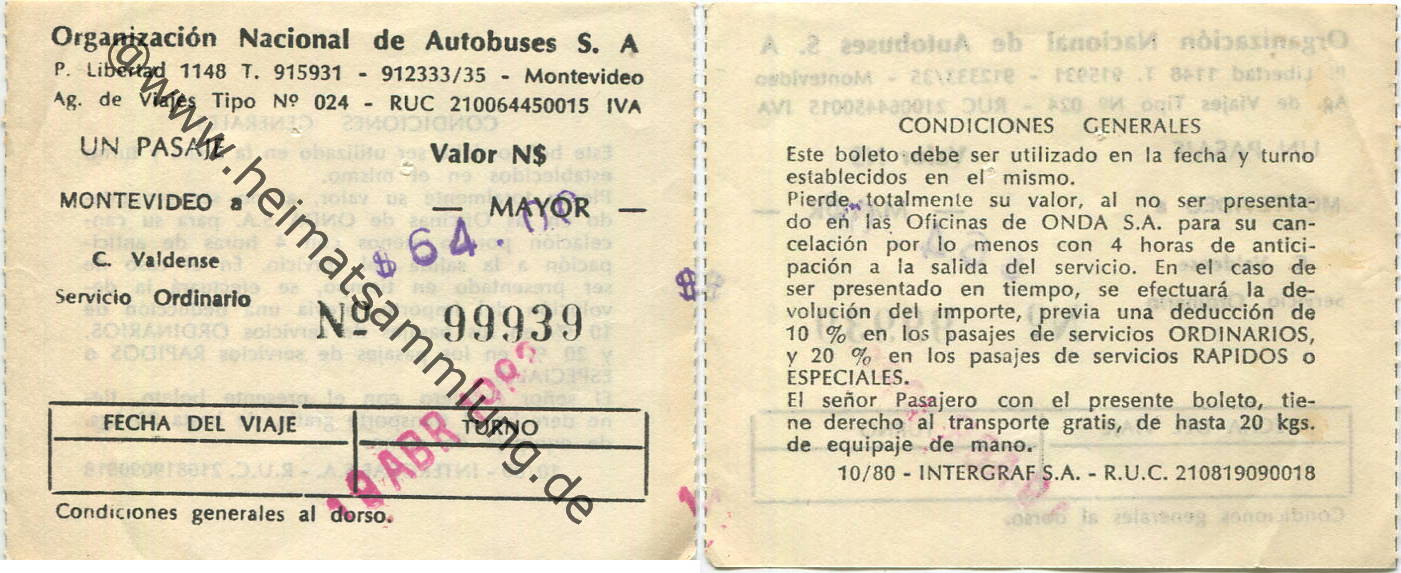 Organización Nacional de Autobuses S. A
P. Libertad 1148 T. 915931 - 912333/35 - Montevideo
Ag. de Viajes Tipo Nº 024 - RUC 210064450015 IVA
UN PASAJE
Valor N$
MONTEVIDEO a
— MAYOR —
$ 64.
C. Valdense
Servicio Ordinario
Nº 99939
FECHA DEL VIAJE
TURNO
19 ABR 198
Condiciones generales al dorso.
@www.heimatsammlung.de
CONDICIONES GENERALES
Este boleto debe ser utilizado en la fecha y turno
establecidos en el mismo.
Pierde totalmente su valor, al no ser presenta-
do en las Oficinas de ONDA S.A. para su can-
celación por lo menos con 4 horas de antici-
pación a la salida del servicio. En el caso de
ser presentado en tiempo, se efectuará la de-
volución del importe, previa una deducción de
10 % en los pasajes de servicios ORDINARIOS,
y 20 % en los pasajes de servicios RAPIDOS o
ESPECIALES.
El señor Pasajero con el presente boleto, tie-
ne derecho al transporte gratis, de hasta 20 kgs.
de equipaje de mano.
10/80 - INTERGRAF S.A. - R.U.C. 210819090018